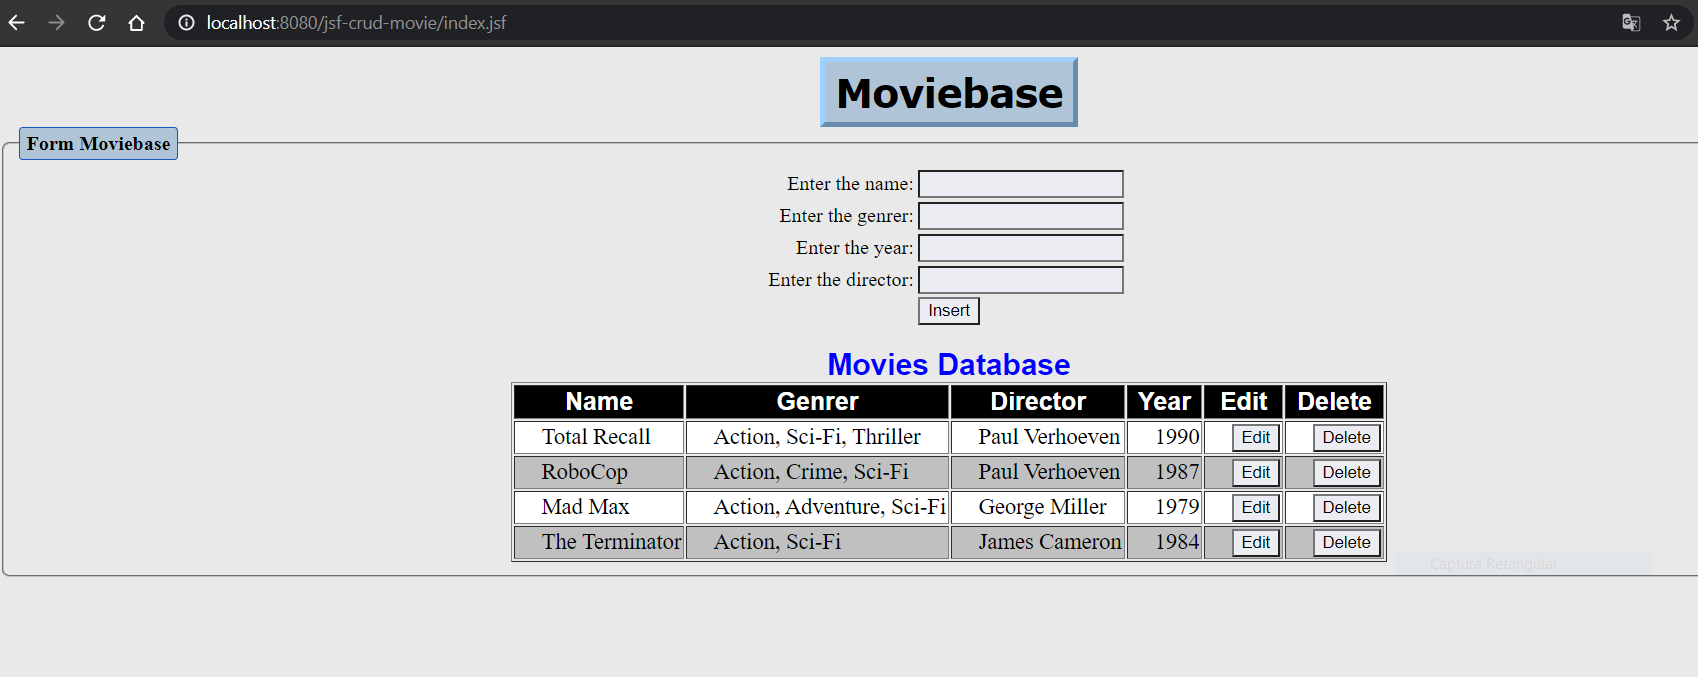 localhost:8080/jsf-crud-movie/index.jsf
Moviebase
Form Moviebase
Enter the name:
Enter the genrer:
Enter the year:
Enter the director:
Insert
Movies Database
Name Genrer Director Year Edit Delete
Total Recall Action, Sci-Fi, Thriller Paul Verhoeven 1990 Edit Delete
RoboCop Action, Crime, Sci-Fi Paul Verhoeven 1987 Edit Delete
Mad Max Action, Adventure, Sci-Fi George Miller 1979 Edit Delete
The Terminator Action, Sci-Fi James Cameron 1984 Edit Delete
Captura Retangular